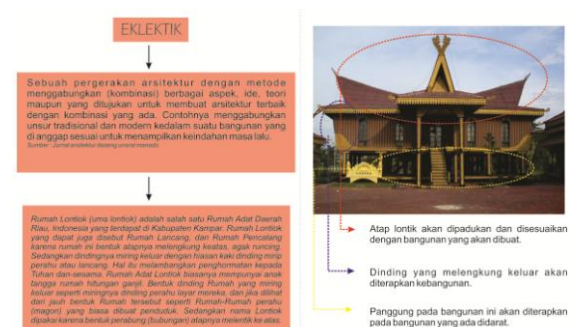 EKLEKTIK
Sebuah pergerakan arsitektur dengan metode
menggabungkan (kombinasi) berbagai aspek, ide, teori
maupun yang ditujukan untuk membuat arsitektur terbaik
dengan kombinasi yang ada. Contohnya menggabungkan
unsur tradisional dan modern kedalam suatu bangunan yang
di anggap sesuai untuk menampilkan keindahan masa lalu.
Sumber : Jurnal arsitektur daseng unsrat manado
Rumah Lontiok (uma lontiok) adalah salah satu Rumah Adat Daerah
Riau, Indonesia yang terdapat di Kabupaten Kampar. Rumah Lontiok
yang dapat juga disebut Rumah Lancang, dan Rumah Pencalang
karena rumah ini bentuk atapnya melengkung keatas, agak runcing.
Sedangkan dindingnya miring keluar dengan hiasan kaki dinding mirip
perahu atau lancang. Hal itu melambangkan penghormatan kepada
Tuhan dan sesama. Rumah Adat Lontiok biasanya mempunyai anak
tangga rumah hitungan ganjil. Bentuk dinding Rumah yang miring
keluar seperti miringnya dinding perahu layar mereka, dan jika dilihat
dari jauh bentuk Rumah tersebut seperti Rumah-Rumah perahu
(magon) yang biasa dibuat penduduk. Sedangkan nama Lontiok
dipakai karena bentuk perabung (bubungan) atapnya melentik ke atas.
Atap lontik akan dipadukan dan disesuaikan
dengan bangunan yang akan dibuat.
Dinding yang melengkung keluar akan
diterapkan kebangunan.
Panggung pada bangunan ini akan diterapkan
pada bangunan yang ada didarat.